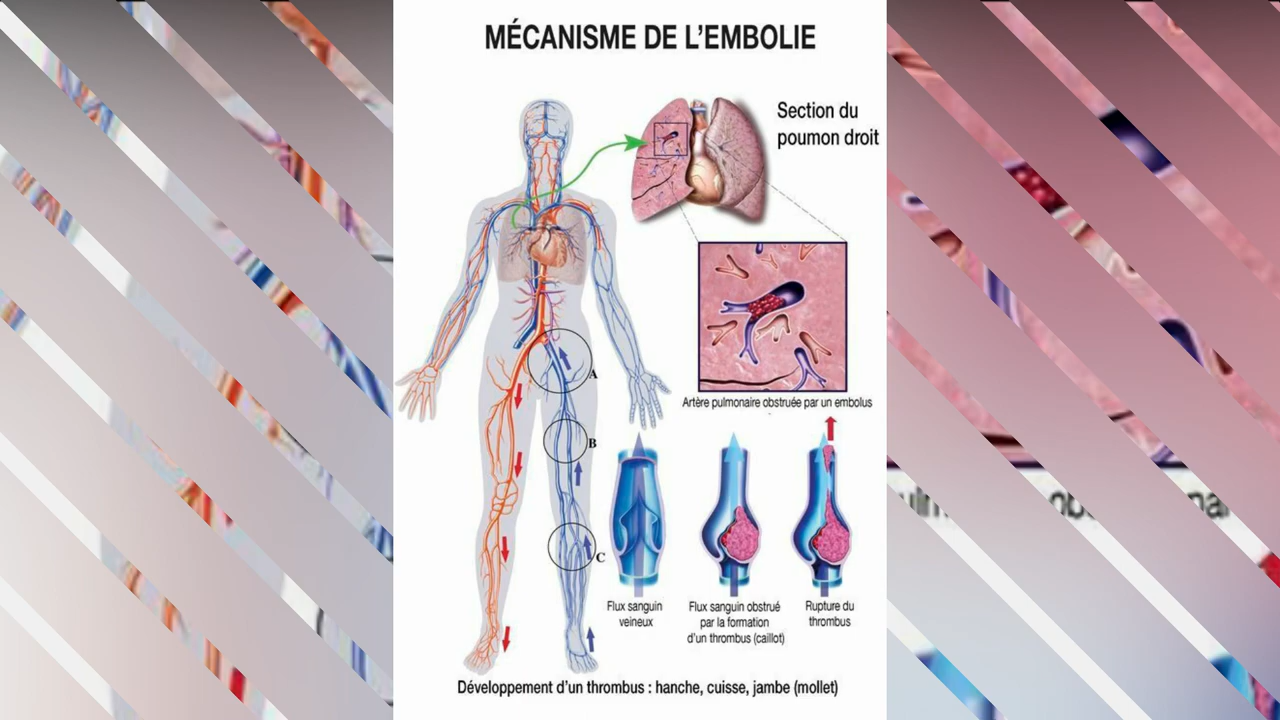 MÉCANISME DE L'EMBOLIE
Section du
poumon droit
Artère pulmonaire obstruée par un embolus
A
B
C
Flux sanguin
veineux
Flux sanguin obstrué
par la formation
d'un thrombus (caillot)
Rupture du
thrombus
Développement d'un thrombus : hanche, cuisse, jambe (mollet)